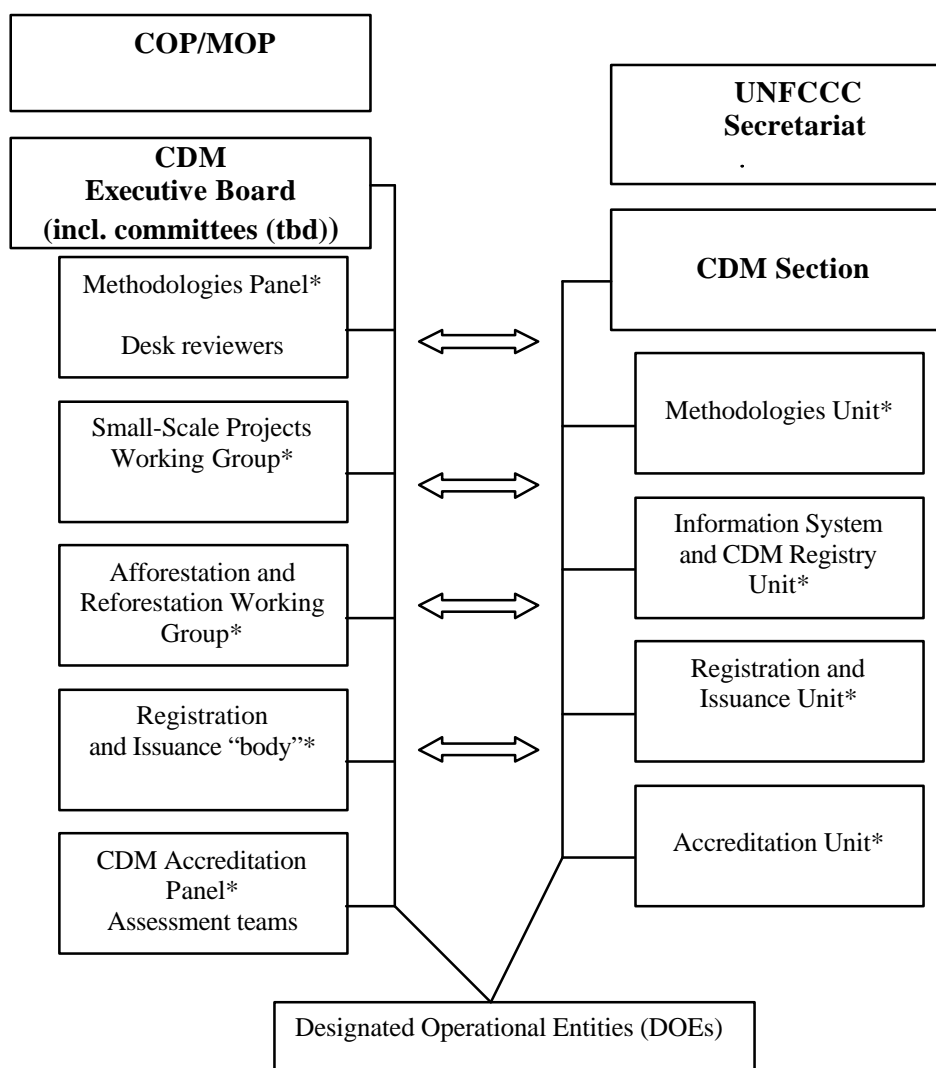 COP/MOP
CDM
Executive Board
(incl. committees (tbd))
Methodologies Panel*
Desk reviewers
Small-Scale Projects
Working Group*
Afforestation and
Reforestation Working
Group*
Registration
and Issuance “body”*
CDM Accreditation
Panel*
Assessment teams
UNFCCC
Secretariat
.
CDM Section
Methodologies Unit*
Information System
and CDM Registry
Unit*
Registration and
Issuance Unit*
Accreditation Unit*
Designated Operational Entities (DOEs)